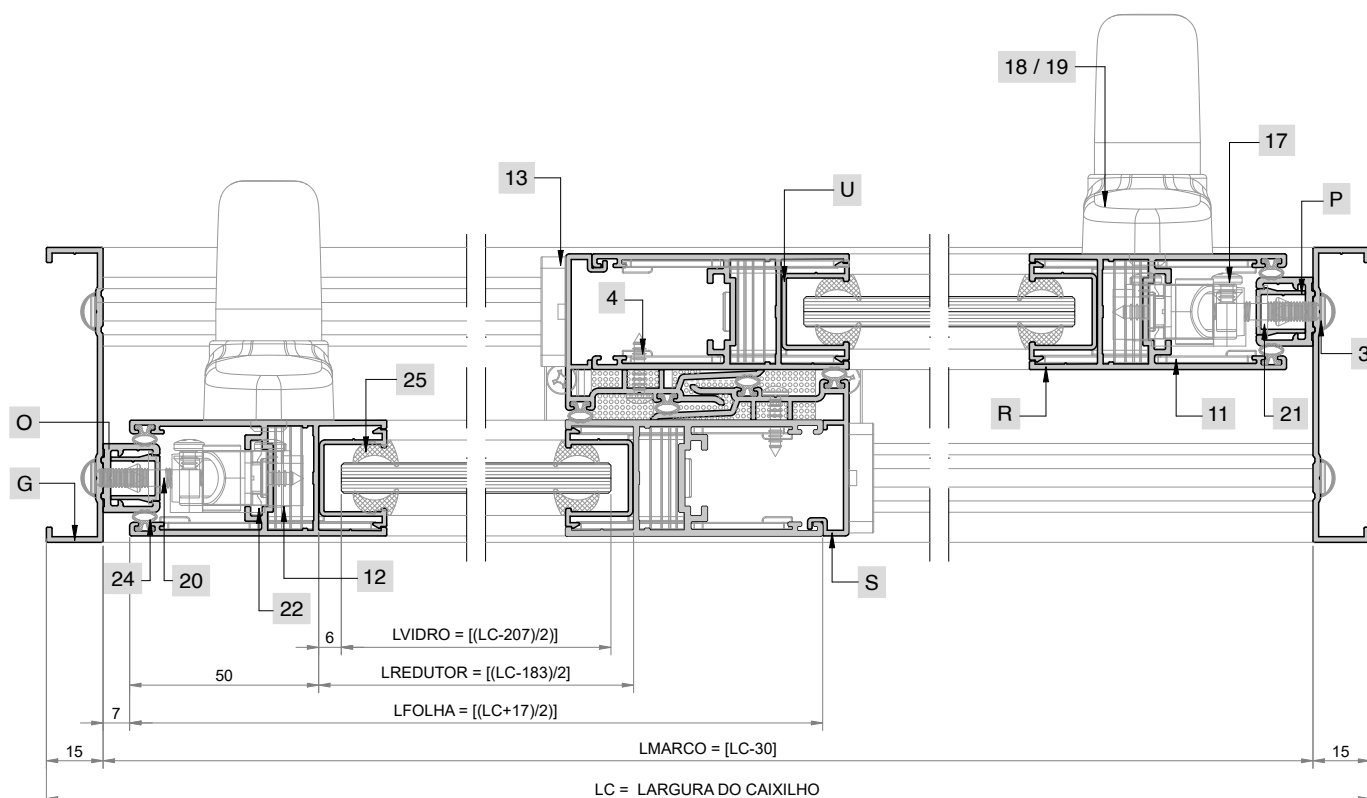 18 / 19
17
13
U
P
4
3
25
R
11
21
O
G
24
20
12
22
S
6
LVIDRO = [(LC-207)/2)]
50
LREDUTOR = [(LC-183)/2]
7
LFOLHA = [(LC+17)/2)]
15
LMARCO = [LC-30]
15
LC = LARGURA DO CAIXILHO